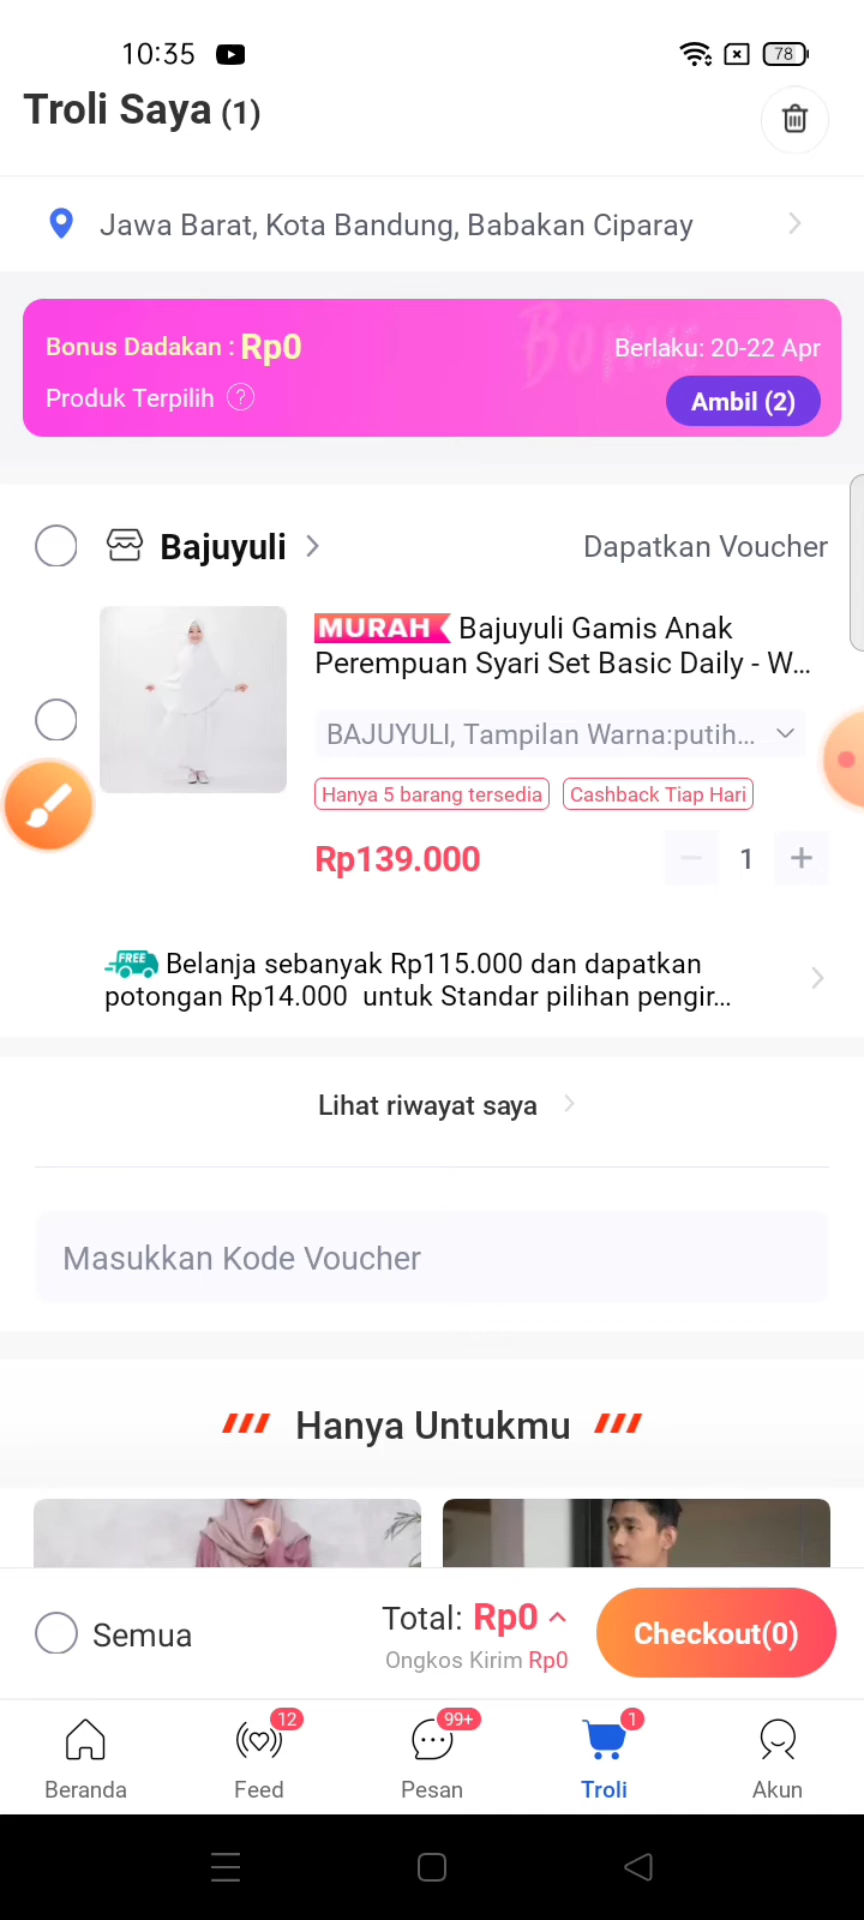 10:35
78
Troli Saya (1)
Jawa Barat, Kota Bandung, Babakan Ciparay
Bonus Dadakan : Rp0
Bonus
Berlaku: 20-22 Apr
Produk Terpilih ?
Ambil (2)
Bajuyuli
Dapatkan Voucher
MURAH Bajuyuli Gamis Anak
Perempuan Syari Set Basic Daily - W...
BAJUYULI, Tampilan Warna:putih...
Hanya 5 barang tersedia
Cashback Tiap Hari
Rp139.000
1
FREE Belanja sebanyak Rp115.000 dan dapatkan
potongan Rp14.000 untuk Standar pilihan pengir...
Lihat riwayat saya
Masukkan Kode Voucher
Hanya Untukmu
Semua
Total: Rp0
Ongkos Kirim Rp0
Checkout(0)
12
99+
1
Beranda
Feed
Pesan
Troli
Akun